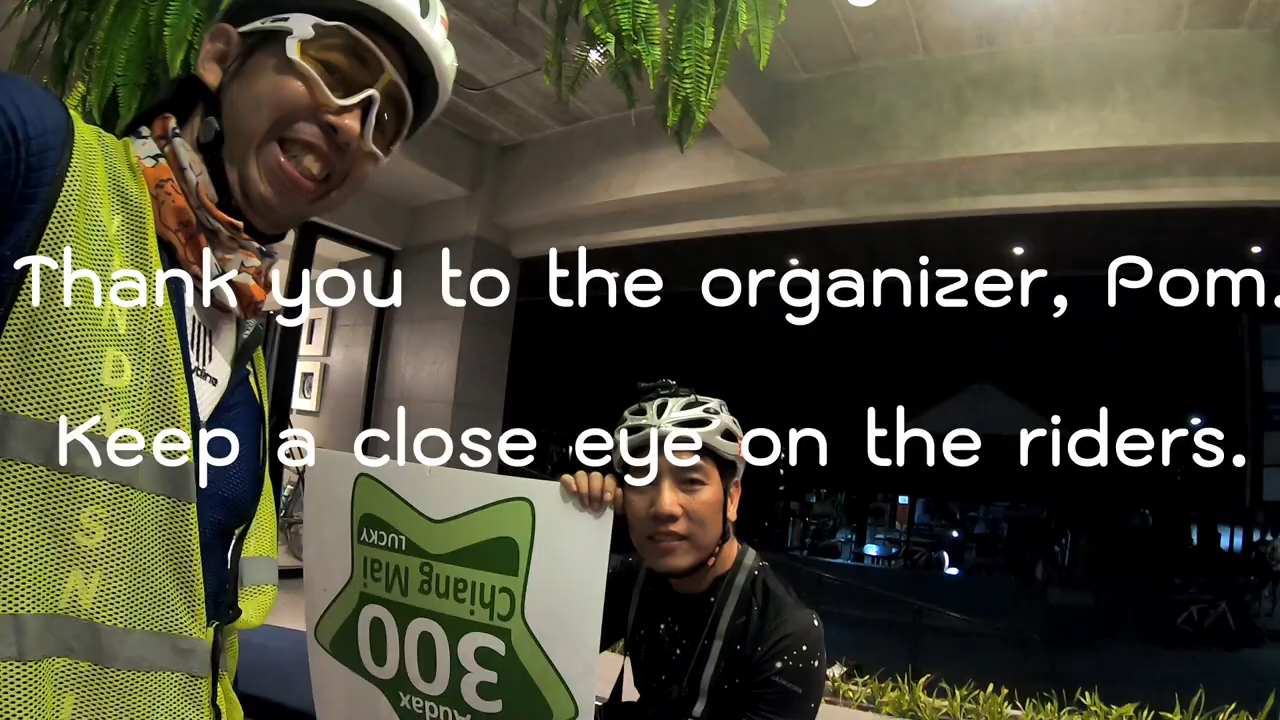 Thank you to the organizer, Pom.
Keep a close eye on the riders.
LUCKY
Chiang Mai
300
Audax